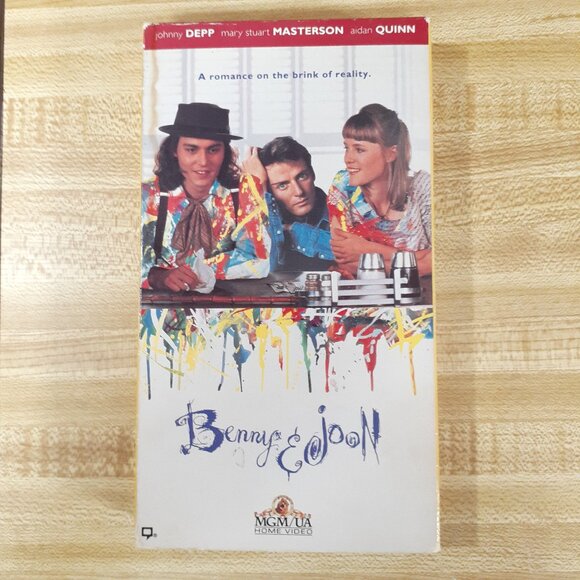 johnny DEPP mary stuart MASTERSON aidan QUINN
A romance on the brink of reality.
Benny & Joon
MGM/UA
HOME VIDEO